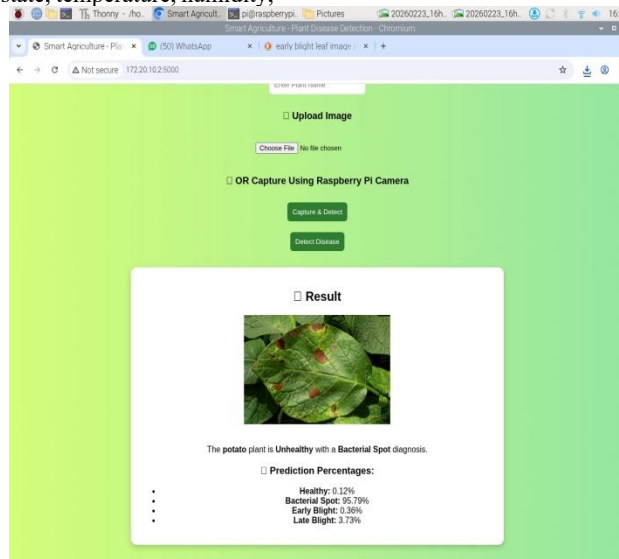 state, temperature, humidity,
Thonny - /ho.. Smart Agricult.. pi@raspberrypi.. Pictures 20260223_16h.. 20260223_16h.. 16:
Smart Agriculture - Plant Disease Detection - Chromium
Smart Agriculture - Pla × (50) WhatsApp × early blight leaf image × +
Not secure 172.20.10.2:5000
Enter Plant Name
Upload Image
Choose File No file chosen
OR Capture Using Raspberry Pi Camera
Capture & Detect
Detect Disease
Result
The potato plant is Unhealthy with a Bacterial Spot diagnosis.
Prediction Percentages:
• Healthy: 0.12%
• Bacterial Spot: 95.79%
• Early Blight: 0.36%
• Late Blight: 3.73%